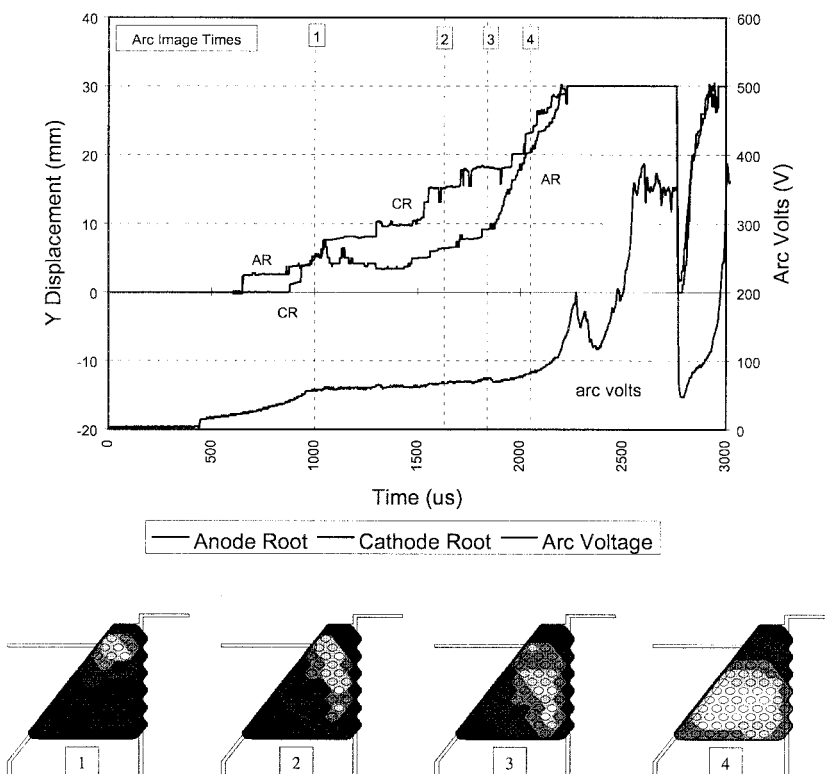 Arc Image Times
1
2
3
4
40
30
20
10
0
-10
-20
Y Displacement (mm)
600
500
400
300
200
100
0
Arc Volts (V)
AR
CR
CR
AR
arc volts
0
500
1000
1500
2000
2500
3000
Time (us)
Anode Root Cathode Root Arc Voltage
1
2
3
4